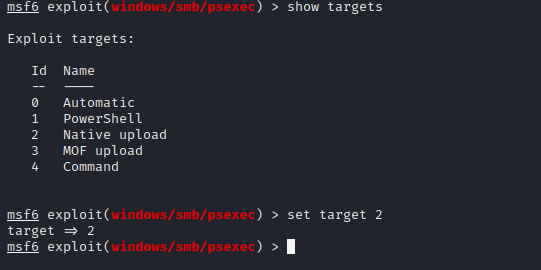 msf6 exploit(windows/smb/psexec) > show targets
Exploit targets:
Id  Name
--  ----
0   Automatic
1   PowerShell
2   Native upload
3   MOF upload
4   Command
msf6 exploit(windows/smb/psexec) > set target 2
target => 2
msf6 exploit(windows/smb/psexec) >